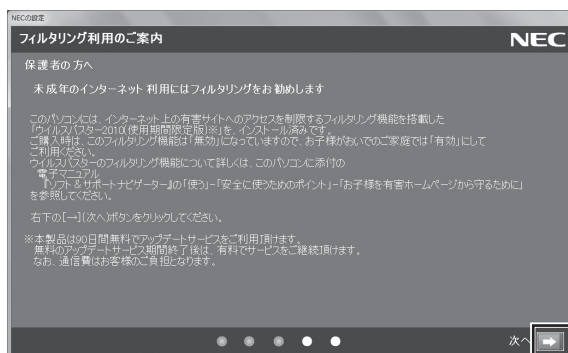 NECの設定
フィルタリング利用のご案内
NEC
保護者の方へ
未成年のインターネット利用にはフィルタリングをお勧めします
このパソコンには、インターネット上の有害サイトへのアクセスを制限するフィルタリング機能を搭載した
「ウイルスバスター2010(使用期間限定版)※」を、インストール済みです。
ご購入時は、このフィルタリング機能は「無効」になっていますので、お子様がおいでのご家庭では「有効」にして
ご利用ください。
ウイルスバスターのフィルタリング機能について詳しくは、このパソコンに添付の
電子マニュアル
『ソフト&サポートナビゲーター』の「使う」-「安全に使うためのポイント」-「お子様を有害ホームページから守るために」
を参照してください。
右下の[→](次へ)ボタンをクリックしてください。
※本製品は90日間無料でアップデートサービスをご利用頂けます。
無料のアップデートサービス期間終了後は、有料でサービスをご継続頂けます。
なお、通信費はお客様のご負担となります。
次へ